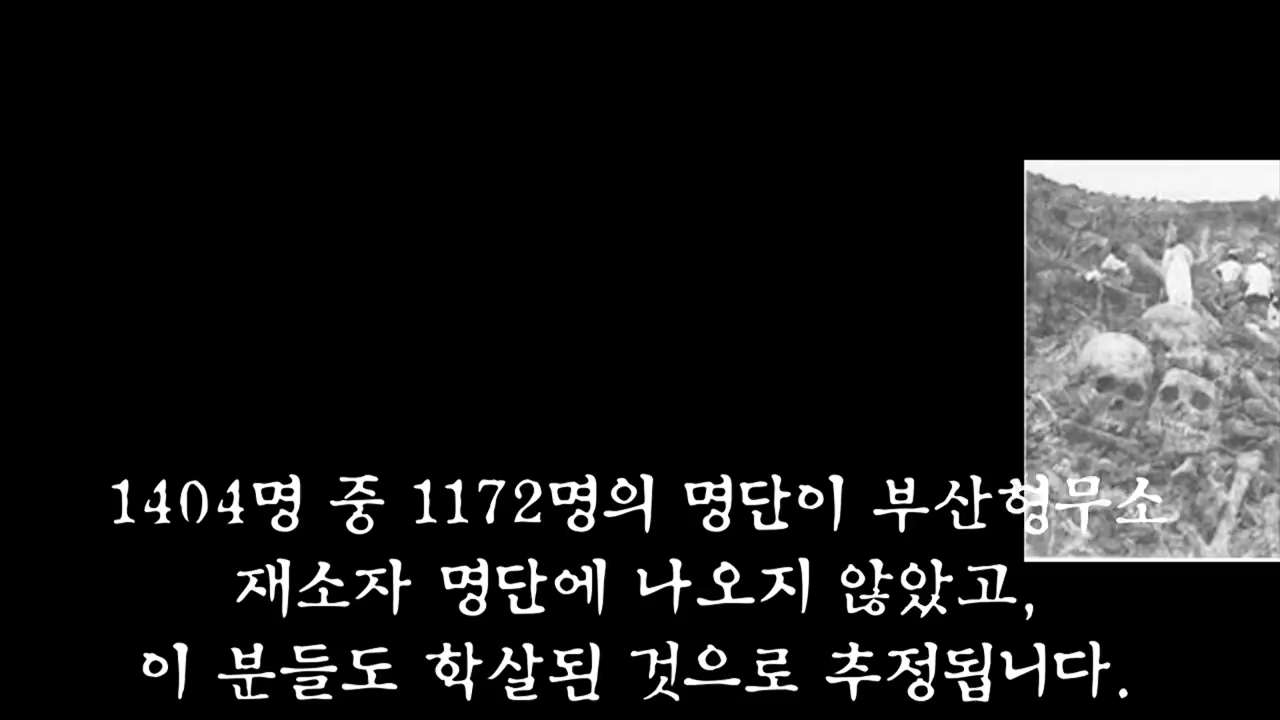 1404명 중 1172명의 명단이 부산형무소
재소자 명단에 나오지 않았고,
이 분들도 학살된 것으로 추정됩니다.